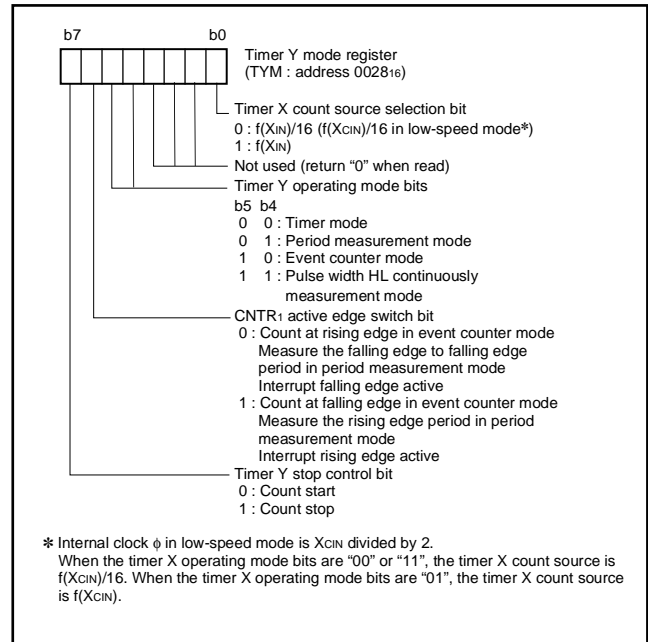 b7 b0
Timer Y mode register
(TYM : address 002816)
Timer X count source selection bit
0 : f(XIN)/16 (f(XCIN)/16 in low-speed mode*)
1 : f(XIN)
Not used (return “0” when read)
Timer Y operating mode bits
b5 b4
0 0 : Timer mode
0 1 : Period measurement mode
1 0 : Event counter mode
1 1 : Pulse width HL continuously
measurement mode
CNTR1 active edge switch bit
0 : Count at rising edge in event counter mode
Measure the falling edge to falling edge
period in period measurement mode
Interrupt falling edge active
1 : Count at falling edge in event counter mode
Measure the rising edge period in period
measurement mode
Interrupt rising edge active
Timer Y stop control bit
0 : Count start
1 : Count stop
* Internal clock ϕ in low-speed mode is XCIN divided by 2.
When the timer X operating mode bits are “00” or “11”, the timer X count source is
f(XCIN)/16. When the timer X operating mode bits are “01”, the timer X count source
is f(XCIN).